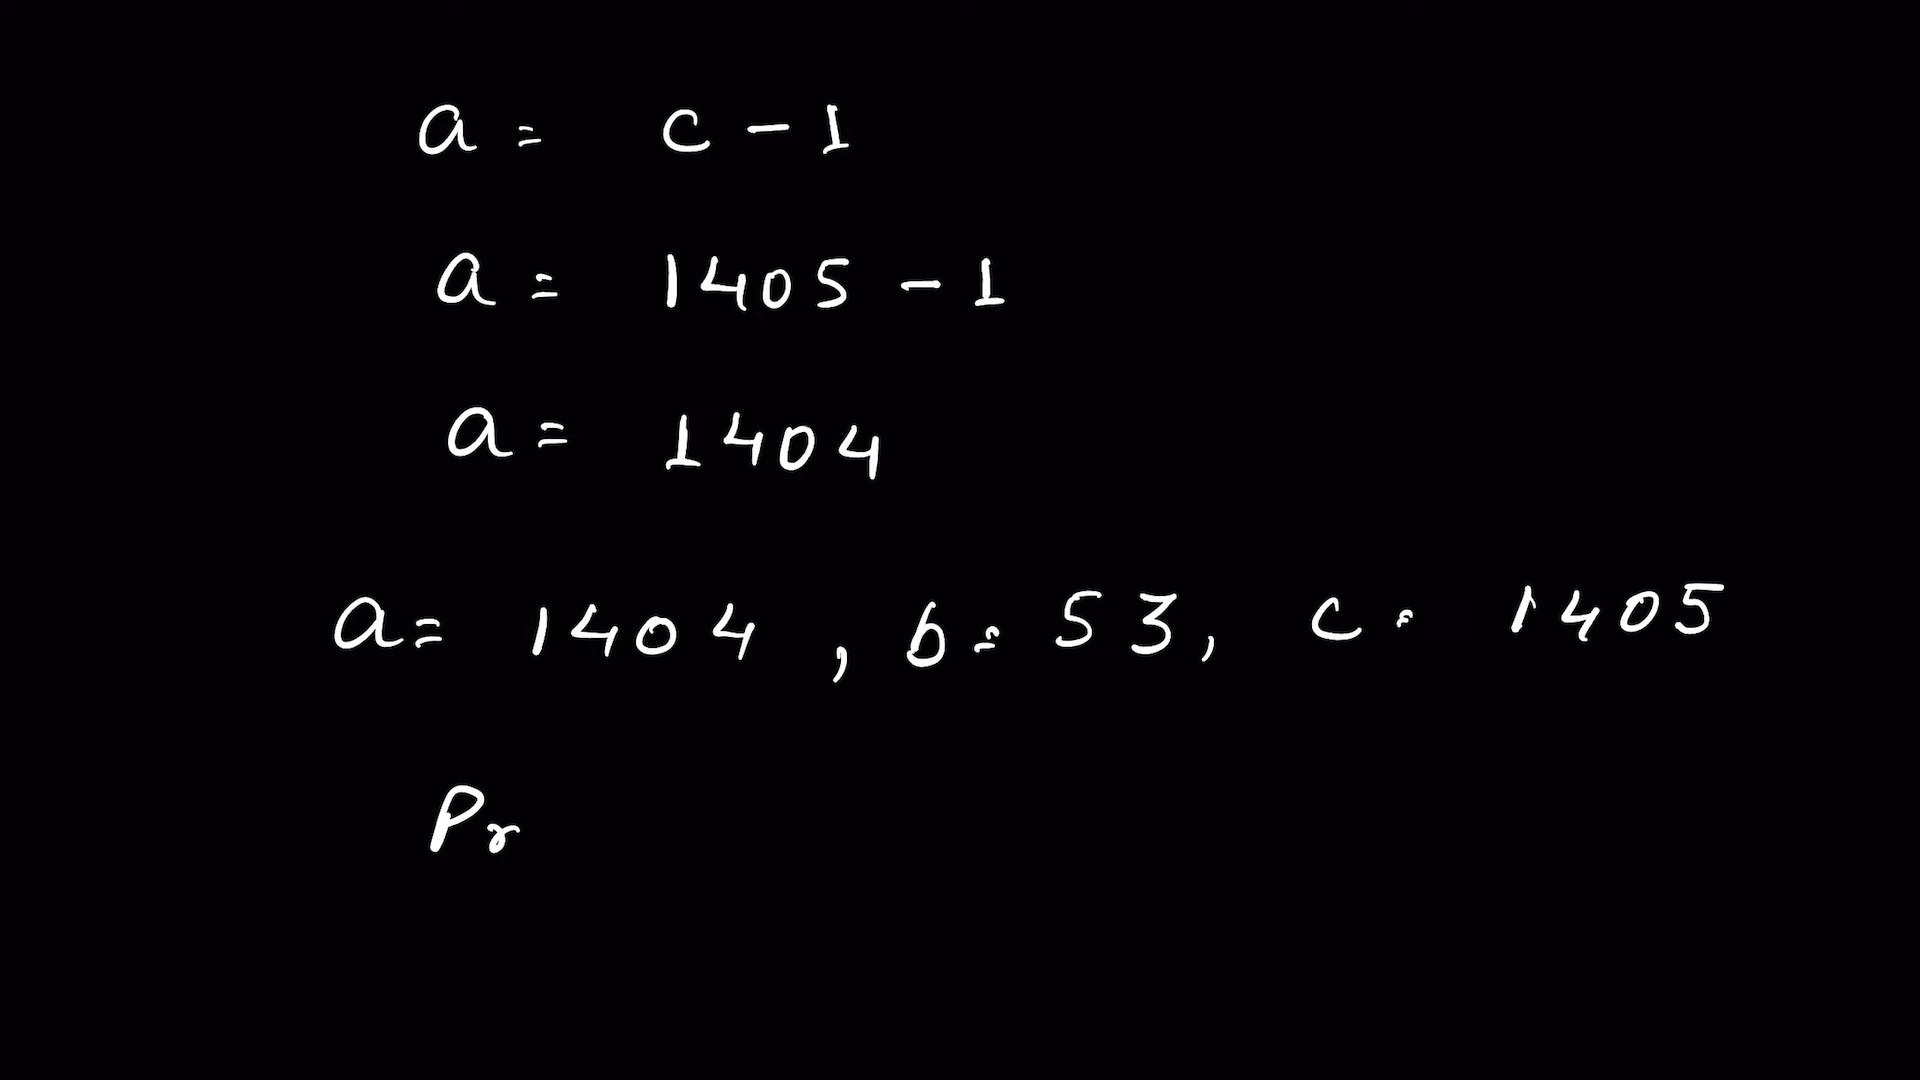 a = c - 1
a = 1405 - 1
a = 1404
a = 1404 , b = 53, c = 1405
Pr